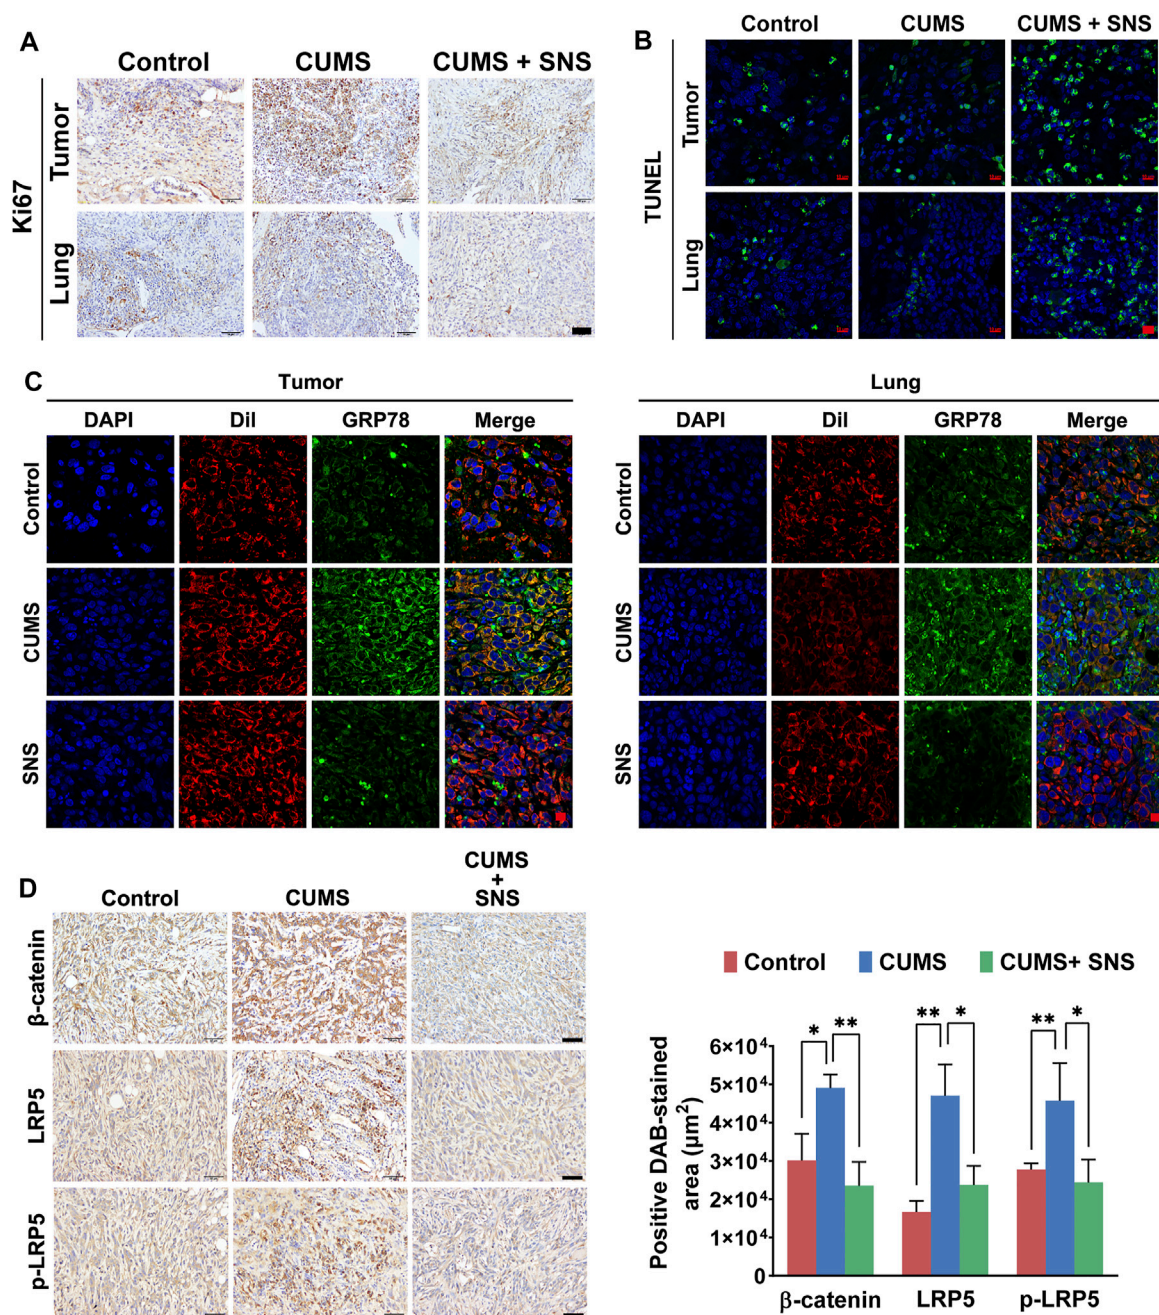 A
Control CUMS CUMS + SNS
Ki67
Tumor
Lung
B
Control CUMS CUMS + SNS
TUNEL
Tumor
Lung
C
Tumor
DAPI Dil GRP78 Merge
Control
CUMS
SNS
Lung
DAPI Dil GRP78 Merge
Control
CUMS
SNS
D
Control CUMS CUMS
+
SNS
β-catenin
LRP5
p-LRP5
Control CUMS CUMS+ SNS
Positive DAB-stained
area (μm²)
6×10⁴
5×10⁴
4×10⁴
3×10⁴
2×10⁴
1×10⁴
0
* ** ** * ** *
β-catenin LRP5 p-LRP5